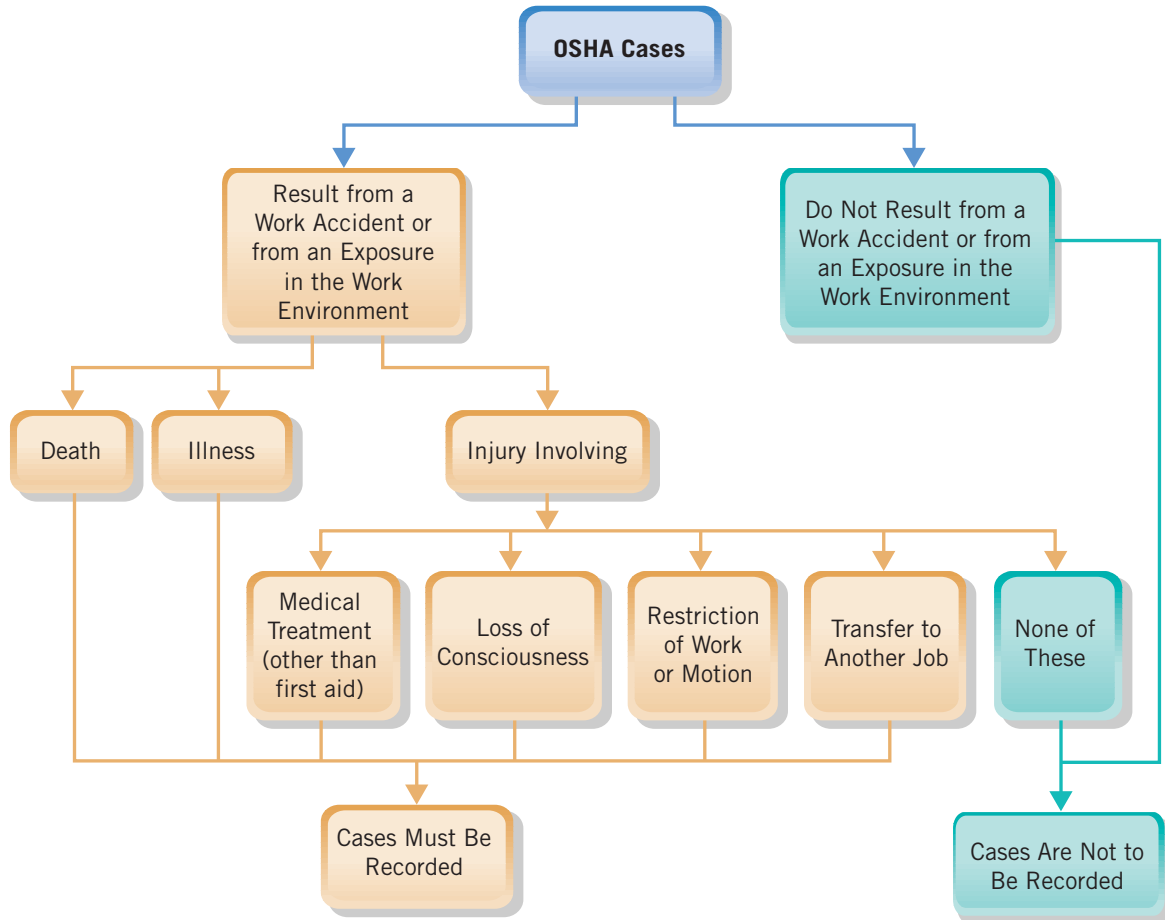 OSHA Cases
Result from a
Work Accident or
from an Exposure
in the Work
Environment
Do Not Result from a
Work Accident or from
an Exposure in the
Work Environment
Death
Illness
Injury Involving
Medical
Treatment
(other than
first aid)
Loss of
Consciousness
Restriction
of Work
or Motion
Transfer to
Another Job
None of
These
Cases Must Be
Recorded
Cases Are Not to
Be Recorded